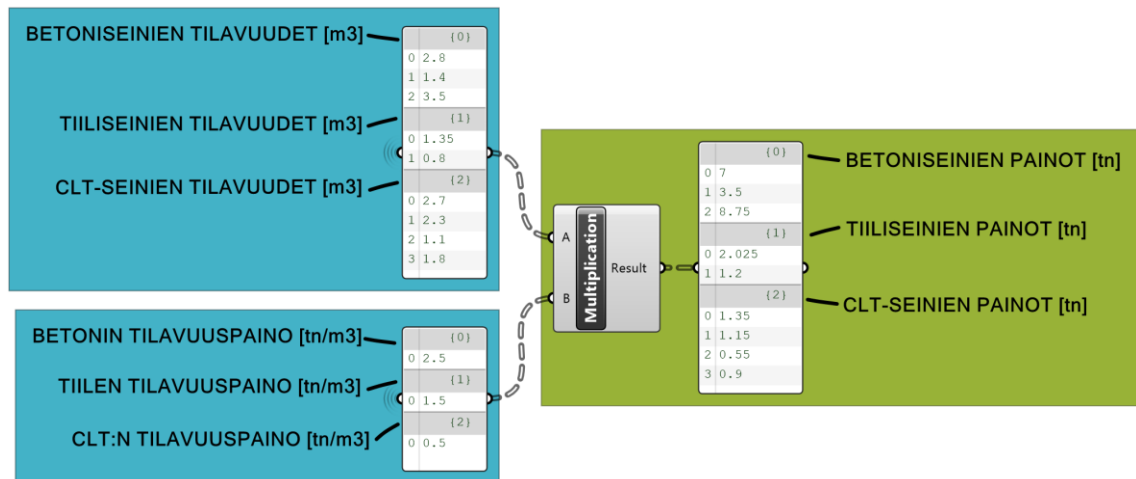 BETONISEINIEN TILAVUUDET [m3]
{0}
0 2.8
1 1.4
2 3.5
TIILISEINIEN TILAVUUDET [m3]
{1}
0 1.35
1 0.8
CLT-SEINIEN TILAVUUDET [m3]
{2}
0 2.7
1 2.3
2 1.1
3 1.8
BETONIN TILAVUUSPAINO [tn/m3]
{0}
0 2.5
TIILEN TILAVUUSPAINO [tn/m3]
{1}
0 1.5
CLT:N TILAVUUSPAINO [tn/m3]
{2}
0 0.5
A
B
Multiplication
Result
{0}
BETONISEINIEN PAINOT [tn]
0 7
1 3.5
2 8.75
{1}
TIILISEINIEN PAINOT [tn]
0 2.025
1 1.2
{2}
CLT-SEINIEN PAINOT [tn]
0 1.35
1 1.15
2 0.55
3 0.9